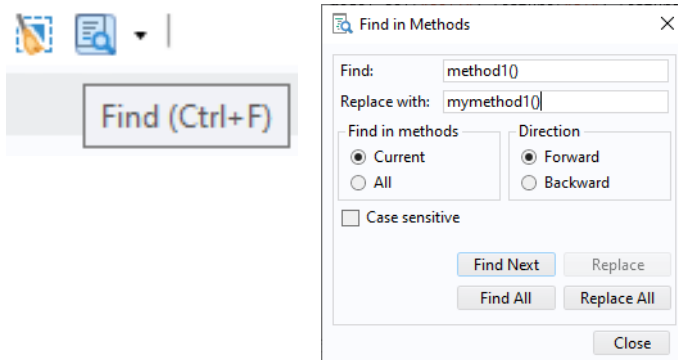 Find (Ctrl+F)
Find in Methods
Find: method1()
Replace with: mymethod1()
Find in methods
Current
All
Direction
Forward
Backward
Case sensitive
Find Next Replace
Find All Replace All
Close